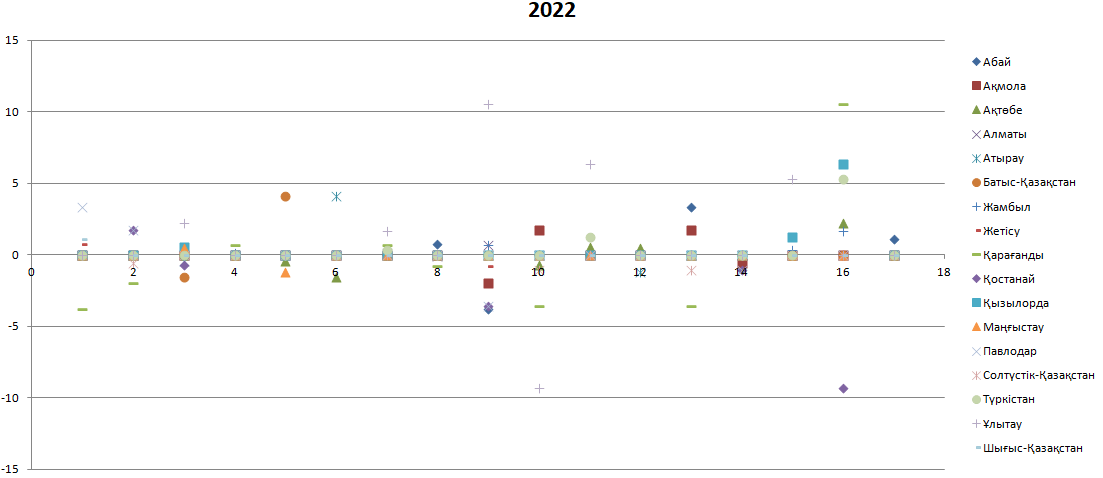 2022
15
10
5
0
-5
-10
-15
0 2 4 6 8 10 12 14 16 18
Абай
Ақмола
Ақтөбе
Алматы
Атырау
Батыс-Қазақстан
Жамбыл
Жетісу
Қарағанды
Қостанай
Қызылорда
Маңғыстау
Павлодар
Солтүстік-Қазақстан
Түркістан
Ұлытау
Шығыс-Қазақстан